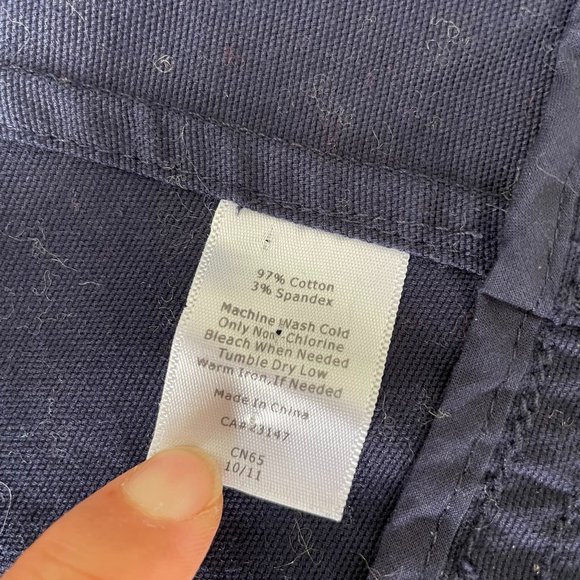 97% Cotton
3% Spandex
Machine Wash Cold
Only Non-Chlorine
Bleach When Needed
Tumble Dry Low
Warm Iron,If Needed
Made In China
CA#23147
CN65
10/11